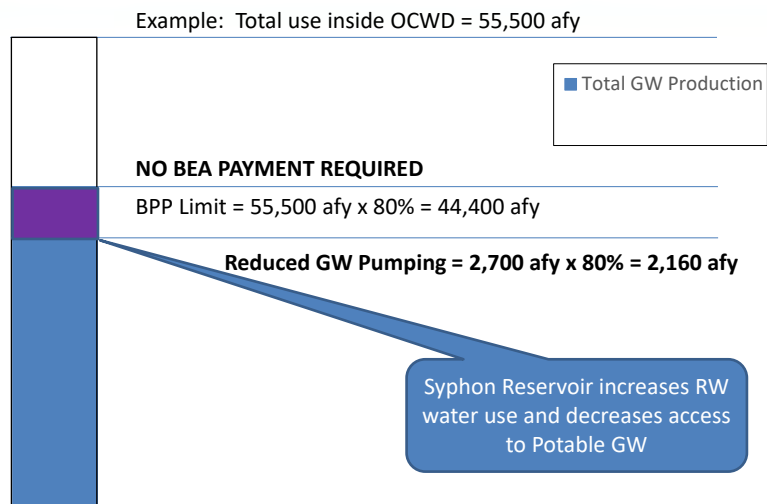 Example: Total use inside OCWD = 55,500 afy
Total GW Production
NO BEA PAYMENT REQUIRED
BPP Limit = 55,500 afy x 80% = 44,400 afy
Reduced GW Pumping = 2,700 afy x 80% = 2,160 afy
Syphon Reservoir increases RW
water use and decreases access
to Potable GW